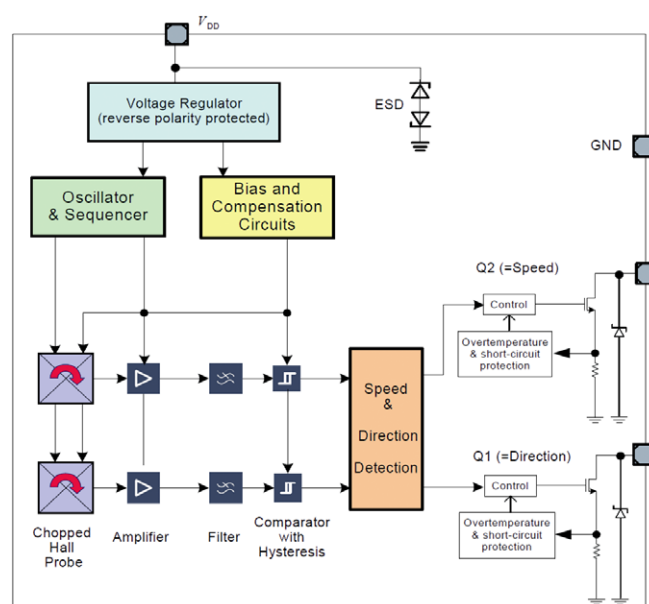 VDD
Voltage Regulator
(reverse polarity protected)
ESD
GND
Oscillator
& Sequencer
Bias and
Compensation
Circuits
Q2 (=Speed)
Control
Overtemperature
& short-circuit
protection
Speed
&
Direction
Detection
Q1 (=Direction)
Control
Overtemperature
& short-circuit
protection
Chopped
Hall
Probe
Amplifier
Filter
Comparator
with
Hysteresis